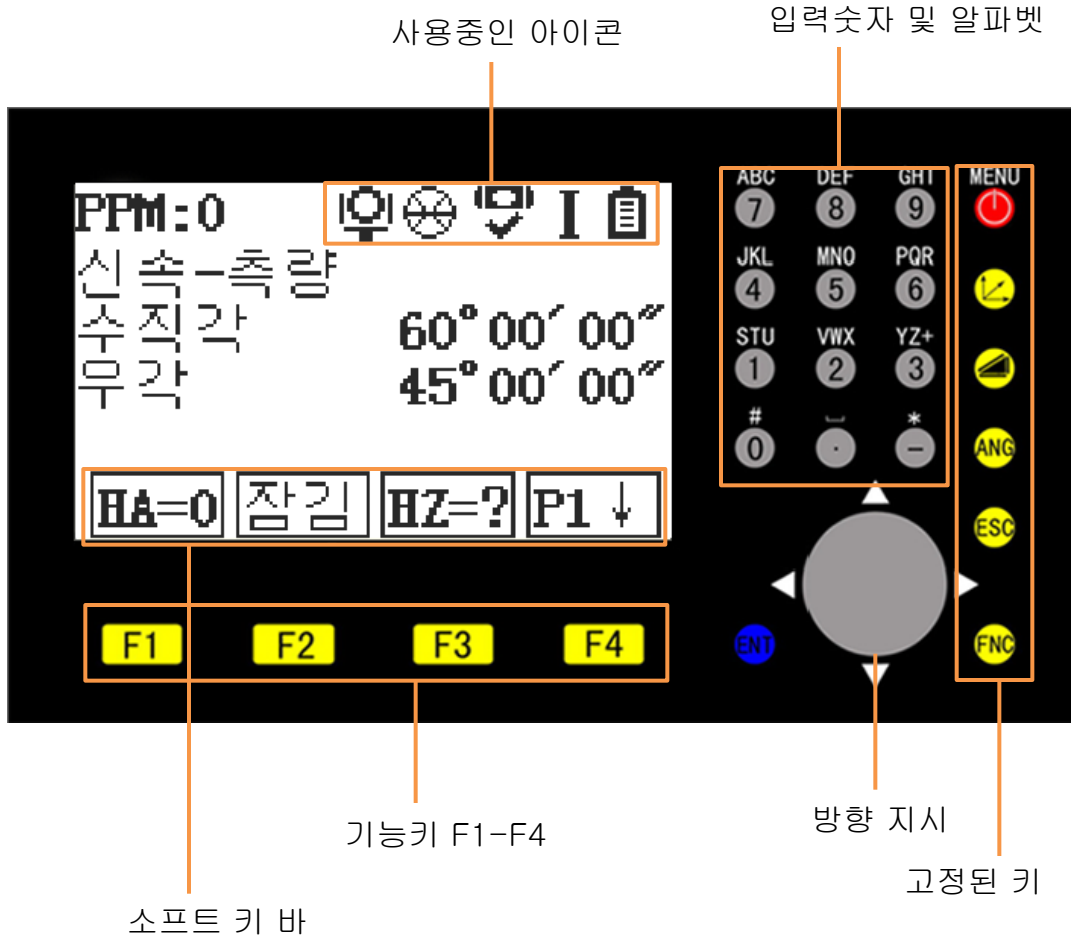 사용중인 아이콘
입력숫자 및 알파벳
PPM:0
신속-측량
수직각 60°00′00″
우각 45°00′00″
HA=0 잠김 HZ=? P1 ↓
F1 F2 F3 F4
ABC DEF GHI MENU
7 8 9
JKL MNO PQR
4 5 6
STU VWX YZ+
1 2 3
# ⎵ *
0 . -
ANG
ESC
ENT
FNC
기능키 F1-F4
방향 지시
고정된 키
소프트 키 바